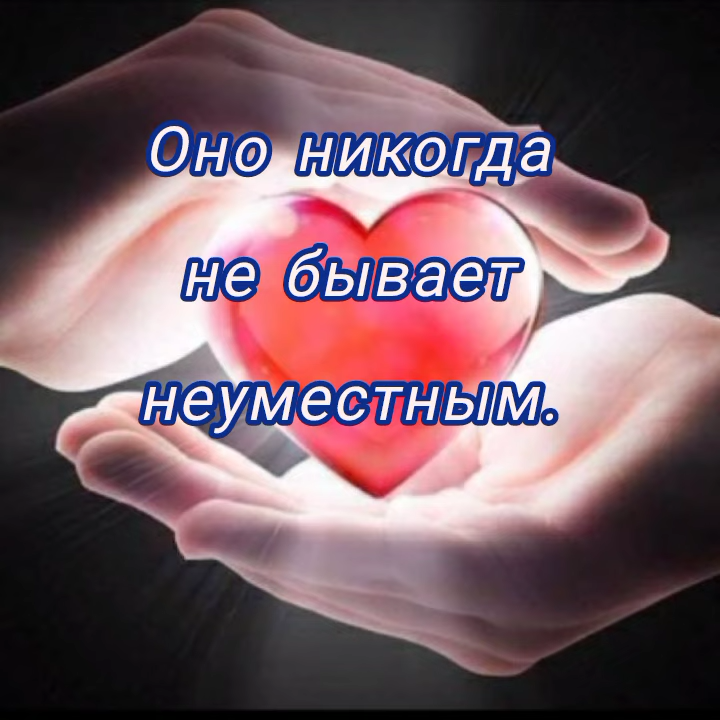 Оно никогда
не бывает
неуместным.